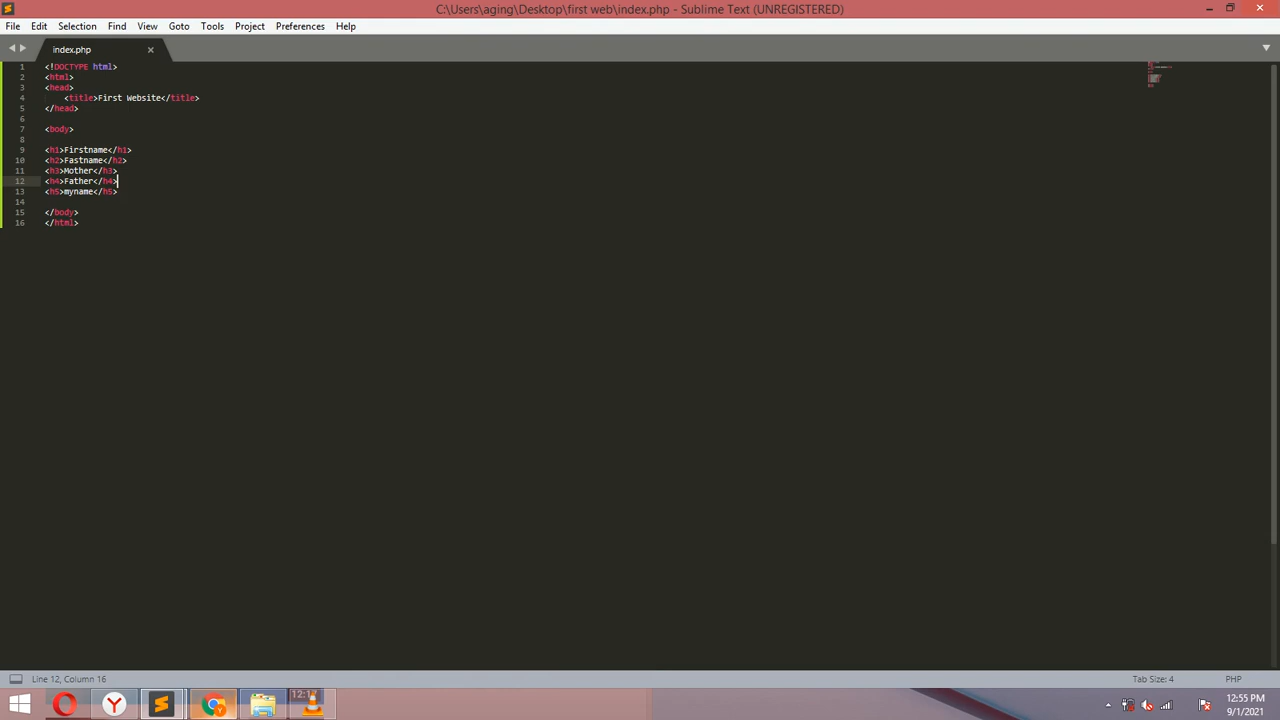 C:\Users\aging\Desktop\first web\index.php - Sublime Text (UNREGISTERED)
File Edit Selection Find View Goto Tools Project Preferences Help
index.php
1 <!DOCTYPE html>
2 <html>
3 <head>
4 <title>First Website</title>
5 </head>
6
7 <body>
8
9 <h1>Firstname</h1>
10 <h2>Fastname</h2>
11 <h3>Mother</h3>
12 <h4>Father</h4>
13 <h5>myname</h5>
14
15 </body>
16 </html>
Line 12, Column 16 Tab Size: 4 PHP
12:55 PM
9/1/2021